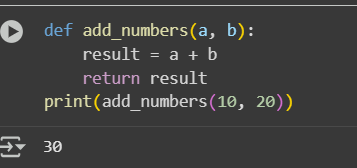 def add_numbers(a, b):
    result = a + b
    return result
print(add_numbers(10, 20))
30